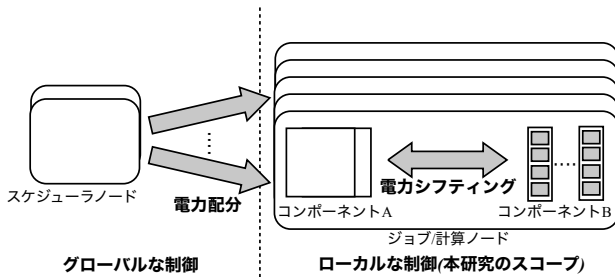 スケジューラノード
電力配分
コンポーネントA
電力シフティング
コンポーネントB
ジョブ/計算ノード
グローバルな制御
ローカルな制御(本研究のスコープ)